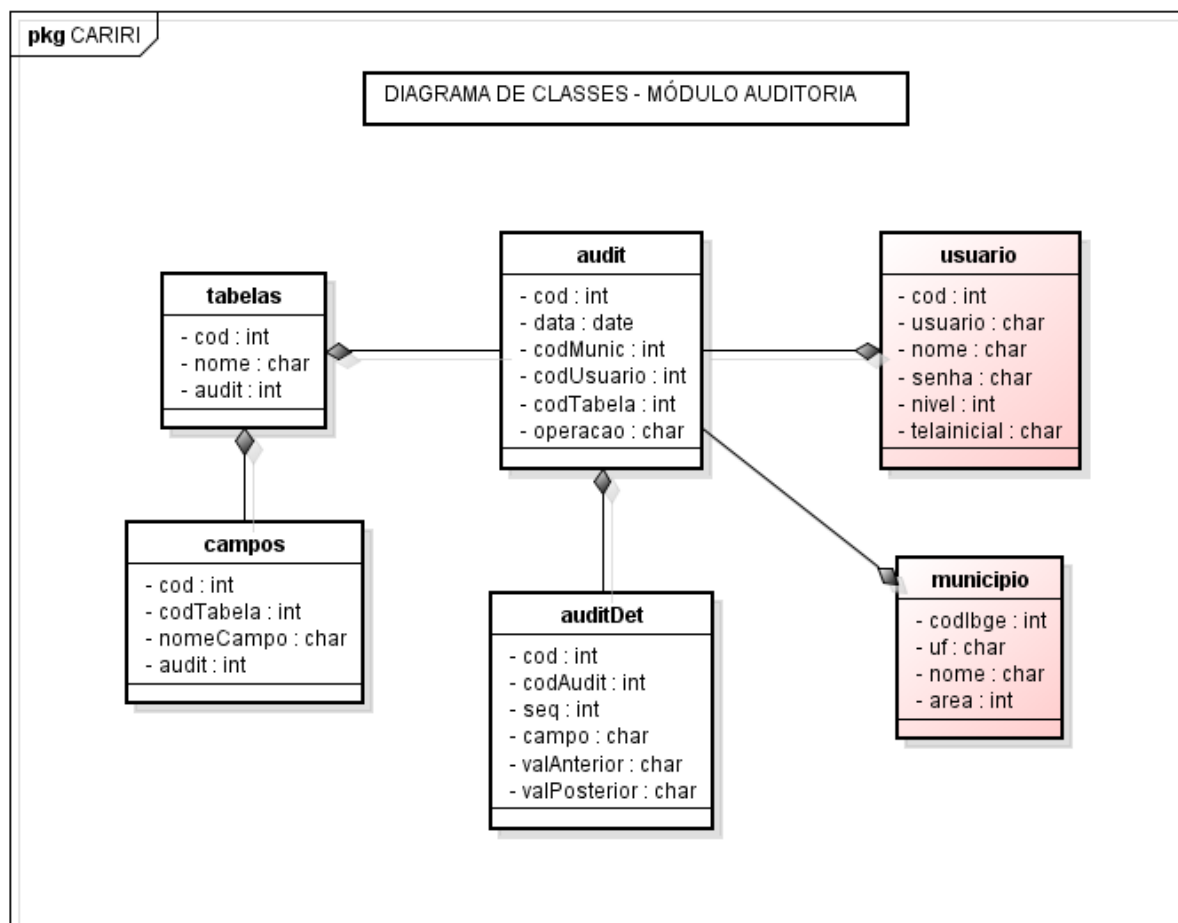 pkg CARIRI
DIAGRAMA DE CLASSES - MÓDULO AUDITORIA
tabelas
- cod : int
- nome : char
- audit : int
audit
- cod : int
- data : date
- codMunic : int
- codUsuario : int
- codTabela : int
- operacao : char
usuario
- cod : int
- usuario : char
- nome : char
- senha : char
- nivel : int
- telainicial : char
campos
- cod : int
- codTabela : int
- nomeCampo : char
- audit : int
auditDet
- cod : int
- codAudit : int
- seq : int
- campo : char
- valAnterior : char
- valPosterior : char
municipio
- codIbge : int
- uf : char
- nome : char
- area : int